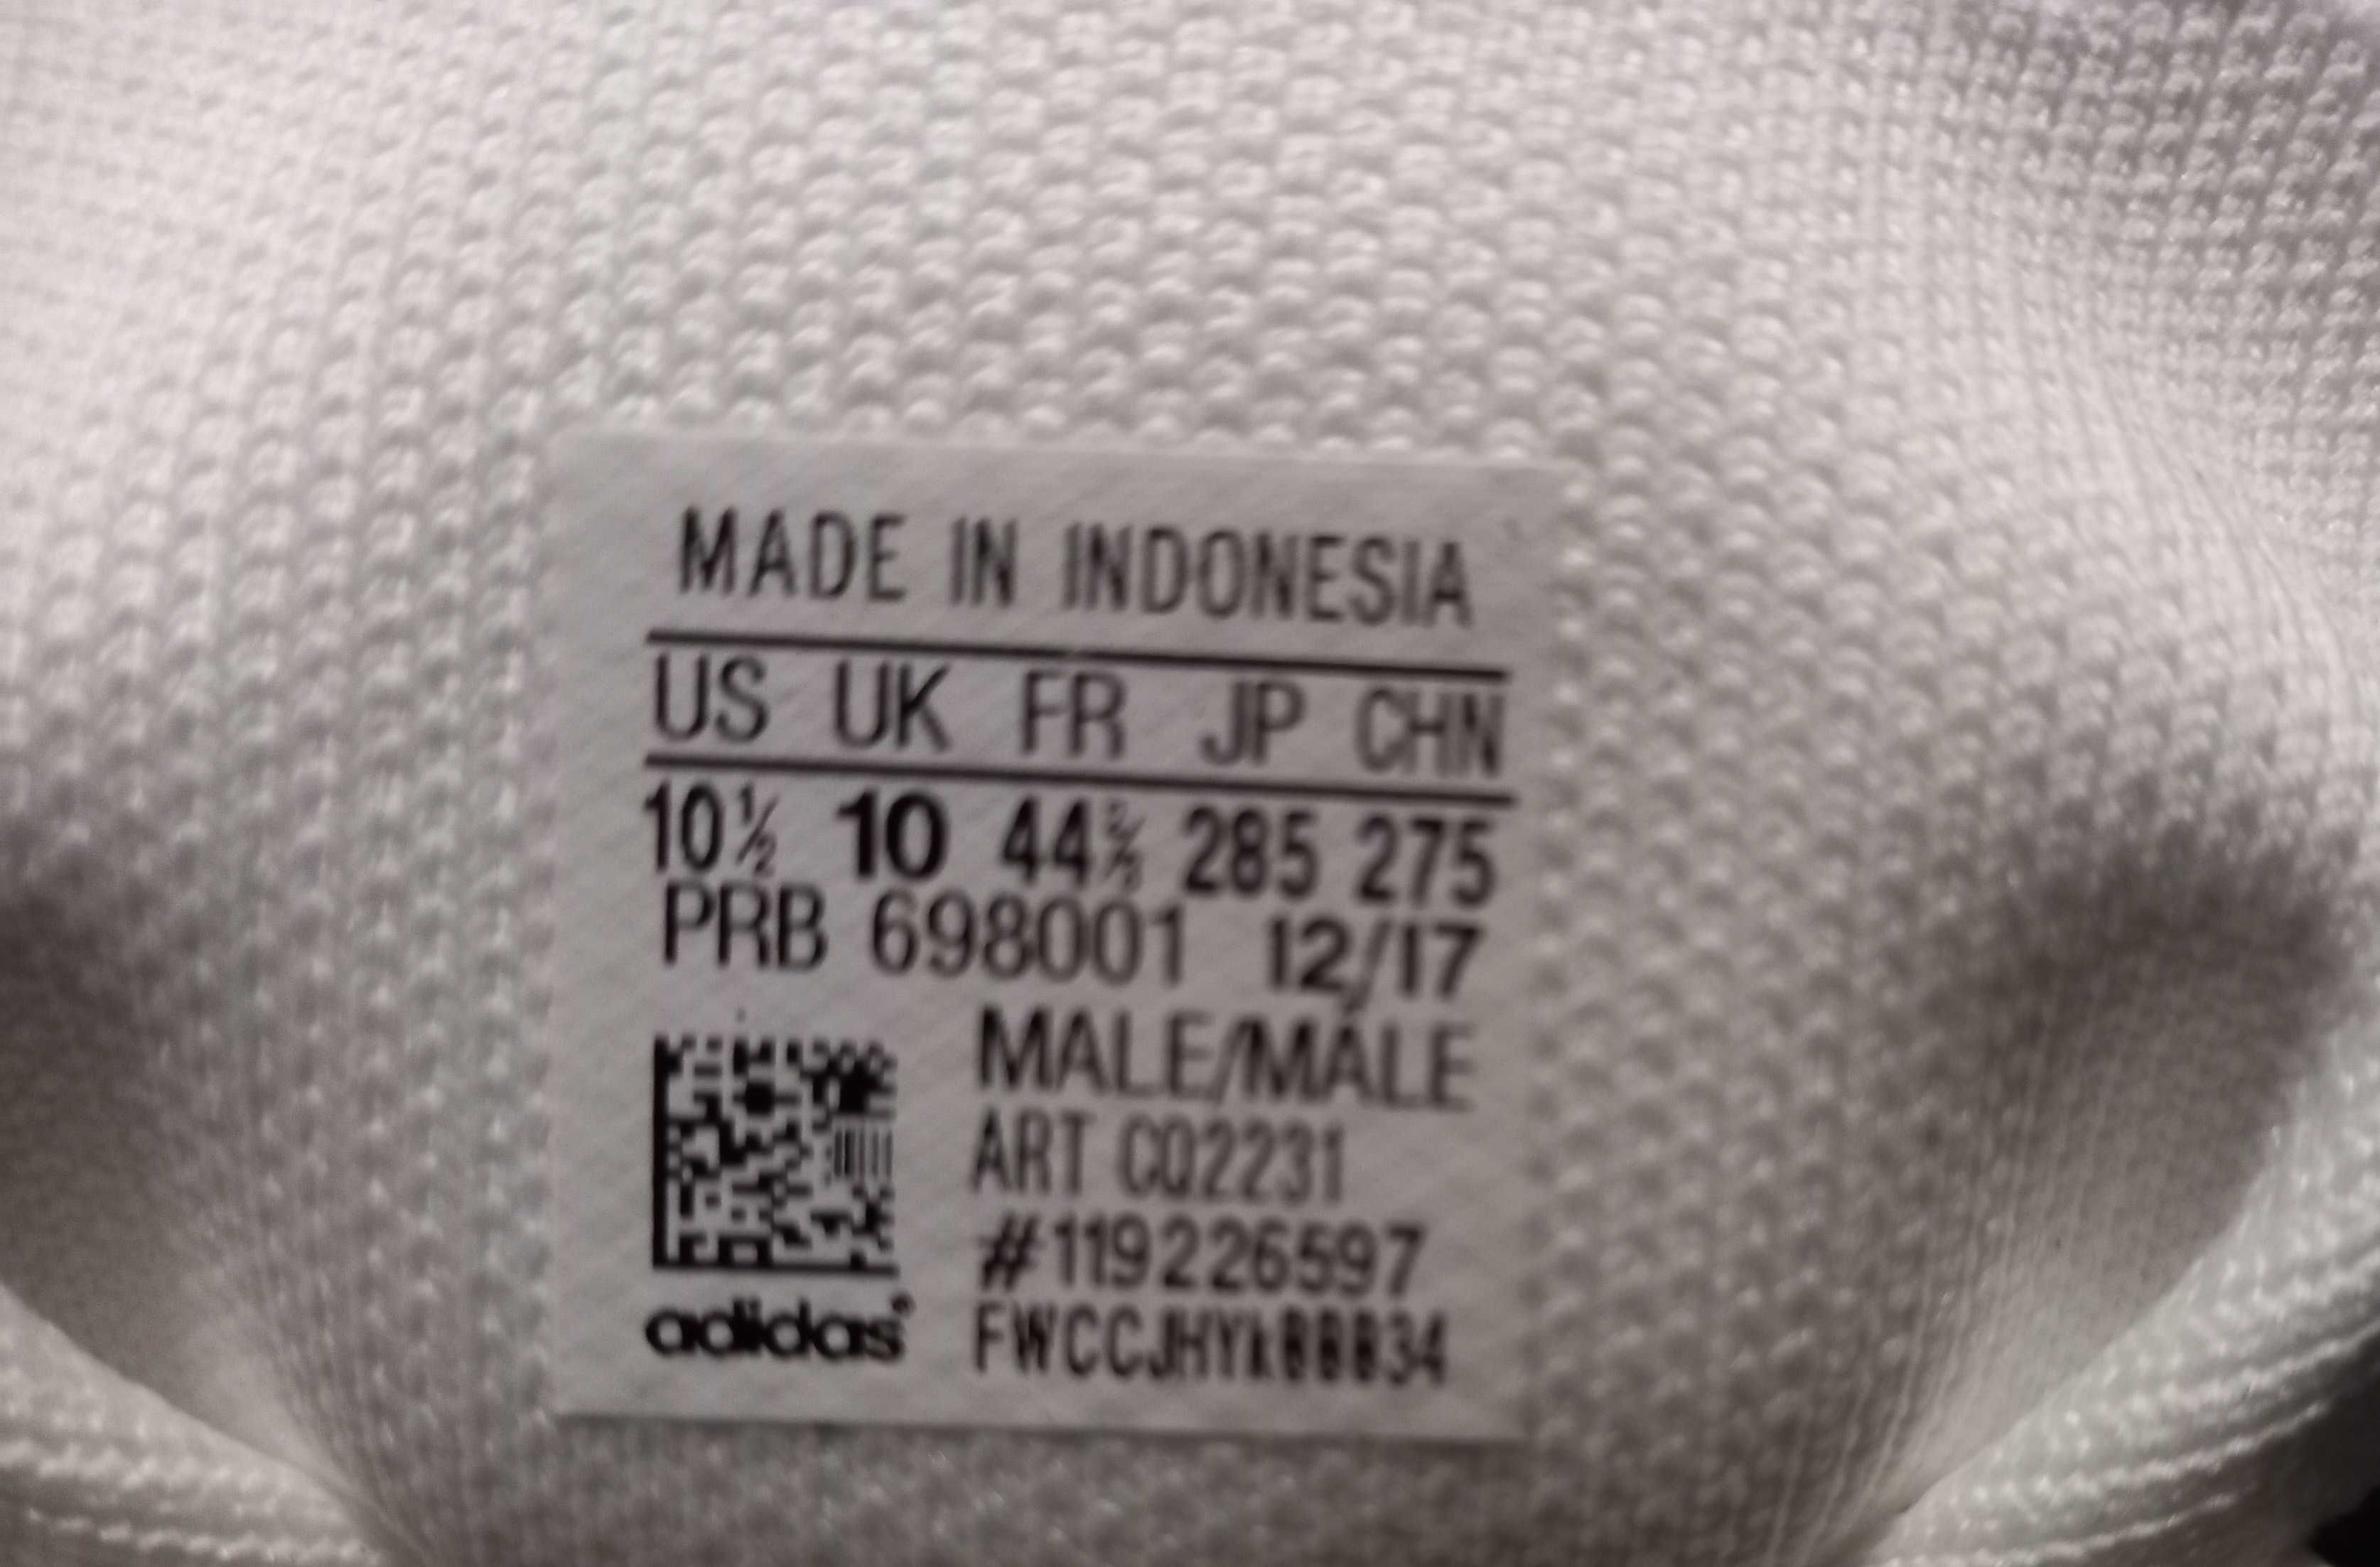 MADE IN INDONESIA
US UK FR JP CHN
10½ 10 44⅔ 285 275
PRB 698001 12/17
MALE/MÂLE
ART CQ2231
#119226597
adidas®